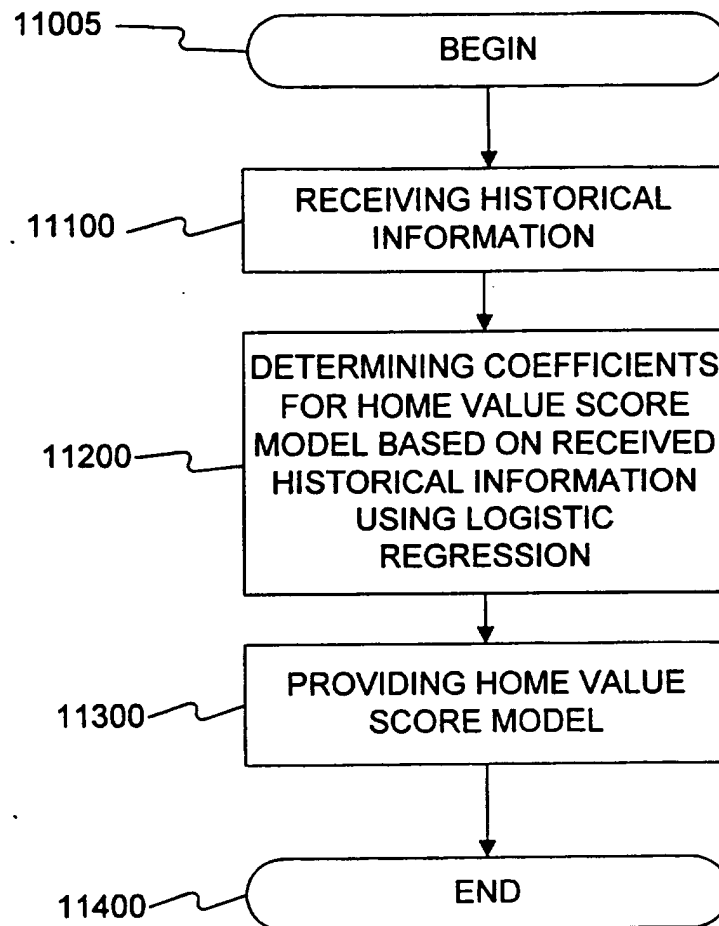 11005
BEGIN
11100
RECEIVING HISTORICAL
INFORMATION
11200
DETERMINING COEFFICIENTS
FOR HOME VALUE SCORE
MODEL BASED ON RECEIVED
HISTORICAL INFORMATION
USING LOGISTIC
REGRESSION
11300
PROVIDING HOME VALUE
SCORE MODEL
11400
END